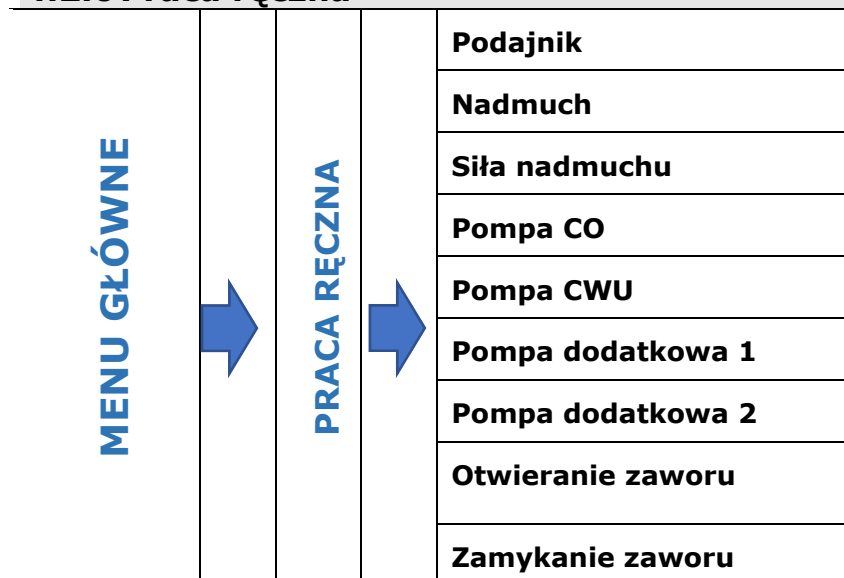 MENU GŁÓWNE
PRACA RĘCZNA
Podajnik
Nadmuch
Siła nadmuchu
Pompa CO
Pompa CWU
Pompa dodatkowa 1
Pompa dodatkowa 2
Otwieranie zaworu
Zamykanie zaworu